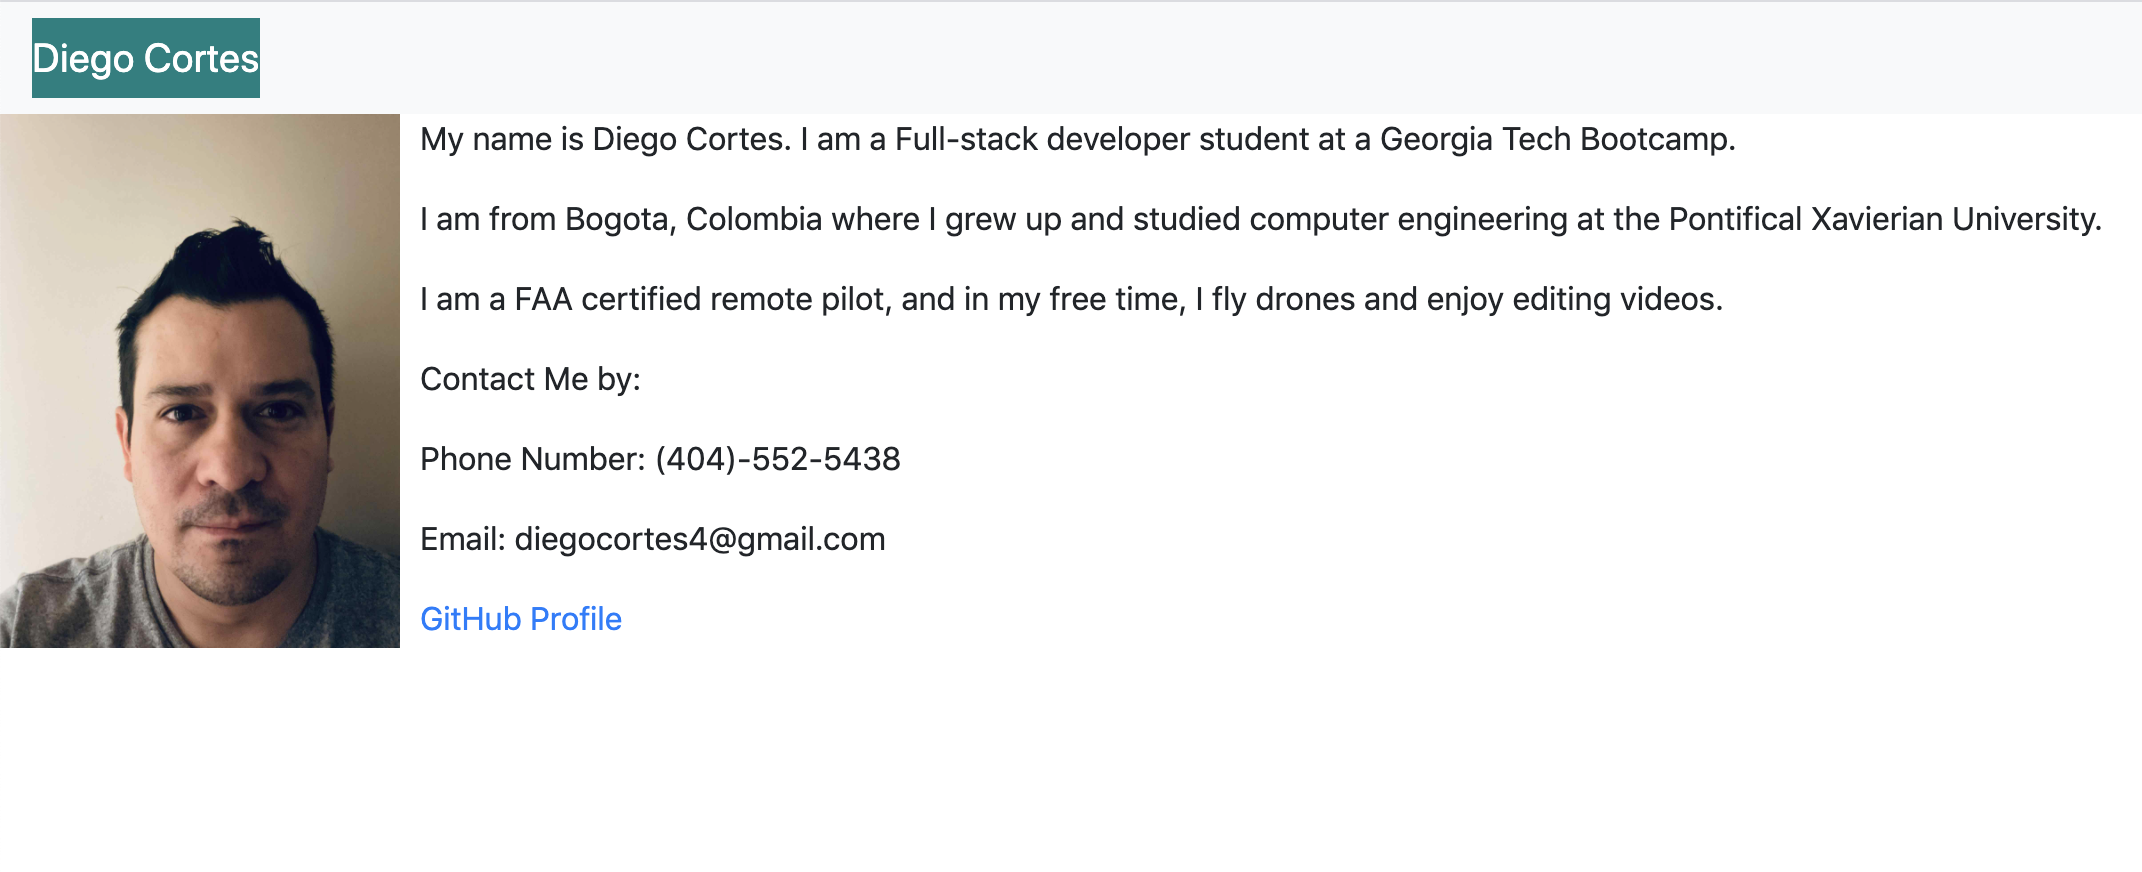 Diego Cortes
My name is Diego Cortes. I am a Full-stack developer student at a Georgia Tech Bootcamp.
I am from Bogota, Colombia where I grew up and studied computer engineering at the Pontifical Xavierian University.
I am a FAA certified remote pilot, and in my free time, I fly drones and enjoy editing videos.
Contact Me by:
Phone Number: (404)-552-5438
Email: diegocortes4@gmail.com
GitHub Profile